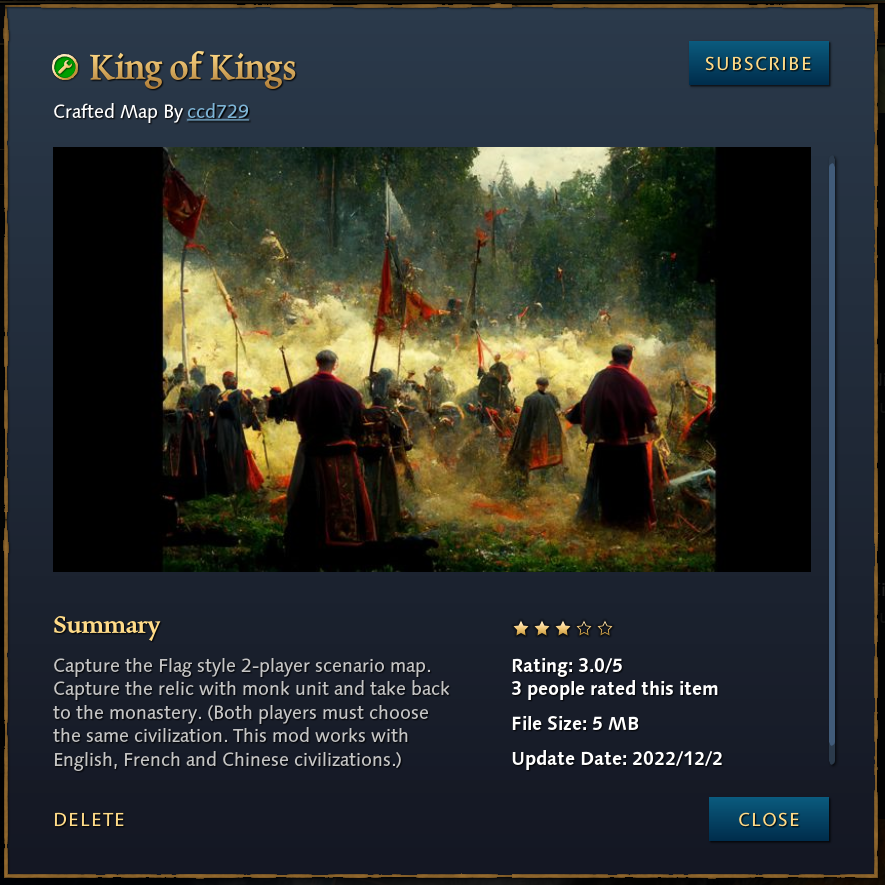 King of Kings
SUBSCRIBE
Crafted Map By ccd729
Summary
Capture the Flag style 2-player scenario map.
Capture the relic with monk unit and take back
to the monastery. (Both players must choose
the same civilization. This mod works with
English, French and Chinese civilizations.)
Rating: 3.0/5
3 people rated this item
File Size: 5 MB
Update Date: 2022/12/2
DELETE
CLOSE